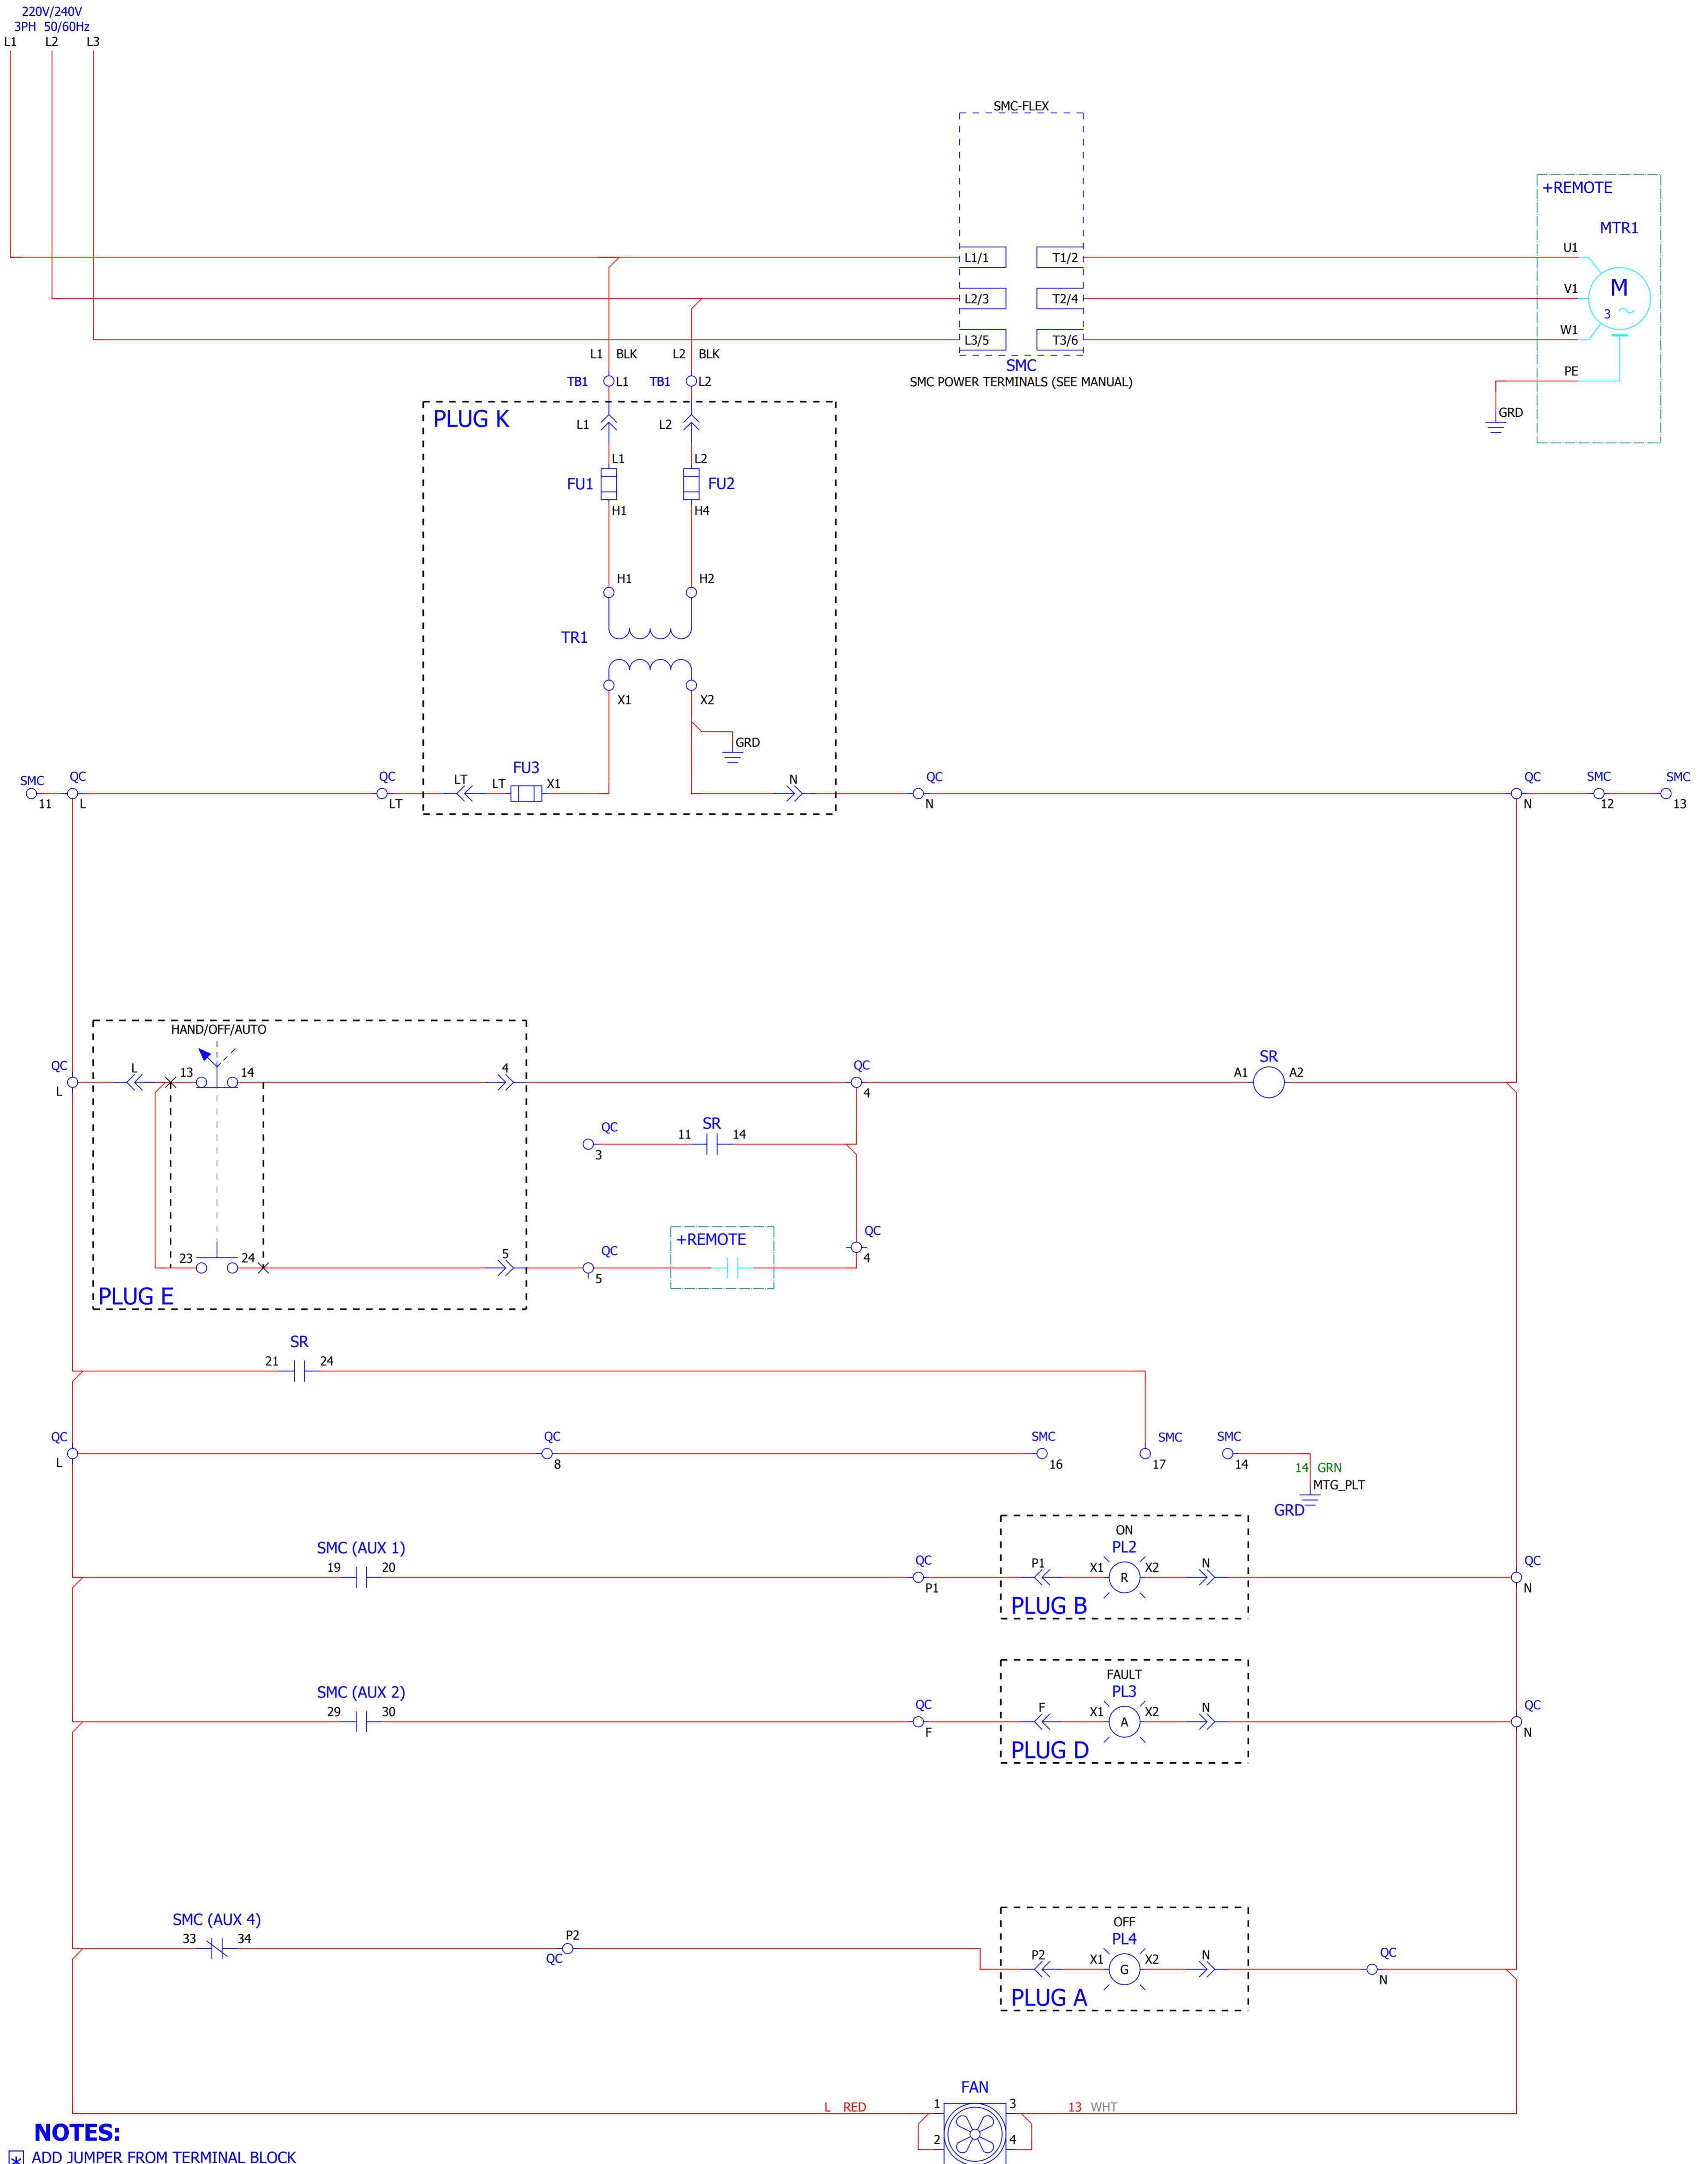 220V/240V
3PH 50/60Hz
L1 L2 L3
SMC-FLEX
+REMOTE
MTR1
U1
L1/1 T1/2
V1
M
3
L2/3 T2/4
W1
L3/5 T3/6
L1 BLK L2 BLK
SMC
SMC POWER TERMINALS (SEE MANUAL)
PE
TB1 L1 TB1 L2
GRD
PLUG K
L1 L2
L1 L2
FU1 FU2
H1 H4
H1 H2
TR1
X1 X2
GRD
SMC QC QC LT LT FU3 X1 N QC QC SMC SMC
11 L LT N N 12 13
HAND/OFF/AUTO
QC L 13 14 4 QC SR
L 4 A1 A2
QC SR
3 11 14
QC
23 24 5 QC +REMOTE 4
5
PLUG E
SR
21 24
QC QC SMC SMC SMC
L 8 16 17 14
14 GRN
MTG_PLT
GRD
ON
SMC (AUX 1) PL2
19 20 QC P1 X1 R X2 N QC
P1 N
PLUG B
FAULT
SMC (AUX 2) PL3
29 30 QC F X1 A X2 N QC
F N
PLUG D
OFF
SMC (AUX 4) PL4
33 34 P2 P2 X1 G X2 N QC
QC N
PLUG A
FAN
L RED 1 3 13 WHT
2 4
NOTES:
* ADD JUMPER FROM TERMINAL BLOCK